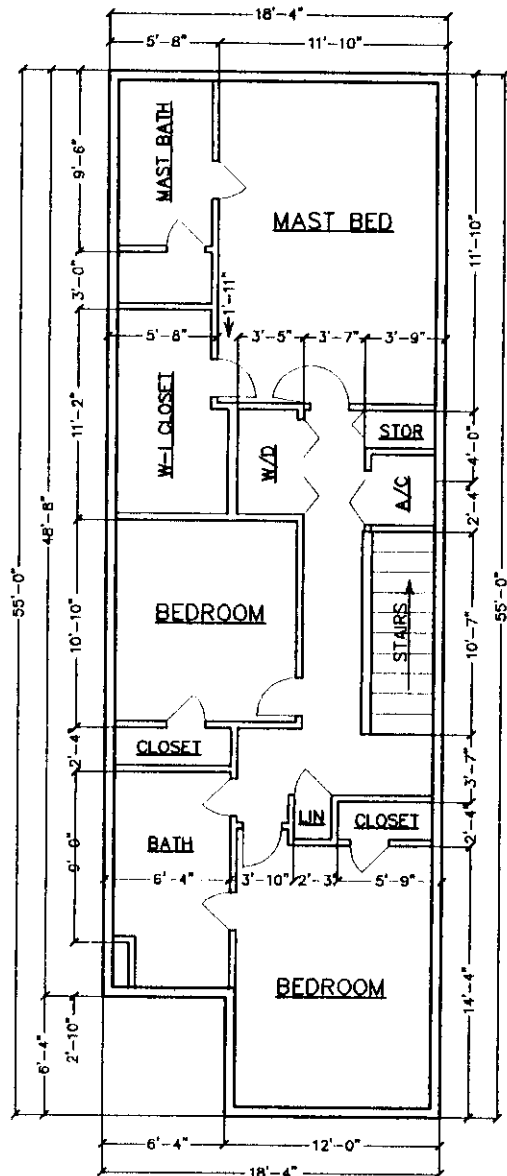 18'-4"
5'-8"
11'-10"
MAST BATH
9'-6"
MAST BED
11'-10"
3'-0"
1'-11"
5'-8"
3'-5"
3'-7"
3'-9"
W-I CLOSET
11'-2"
W/D
STOR
4'-0"
A/C
2'-4"
48'-8"
55'-0"
55'-0"
BEDROOM
10'-10"
STAIRS
10'-7"
CLOSET
2'-4"
3'-7"
LIN
CLOSET
2'-4"
BATH
9'-0"
6'-4"
3'-10"
2'-3"
5'-9"
BEDROOM
14'-4"
2'-10"
6'-4"
6'-4"
12'-0"
18'-4"